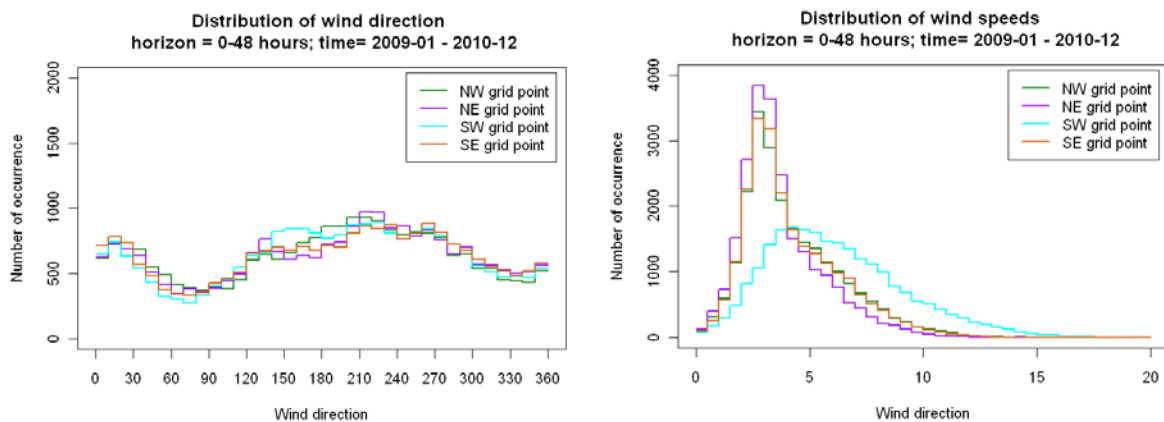 Distribution of wind direction
horizon = 0-48 hours; time= 2009-01 - 2010-12
NW grid point
NE grid point
SW grid point
SE grid point
Number of occurrence
2000
1500
1000
500
0
0 30 60 90 120 150 180 210 240 270 300 330 360
Wind direction
Distribution of wind speeds
horizon = 0-48 hours; time= 2009-01 - 2010-12
NW grid point
NE grid point
SW grid point
SE grid point
Number of occurrence
4000
3000
2000
1000
0
0 5 10 15 20
Wind direction